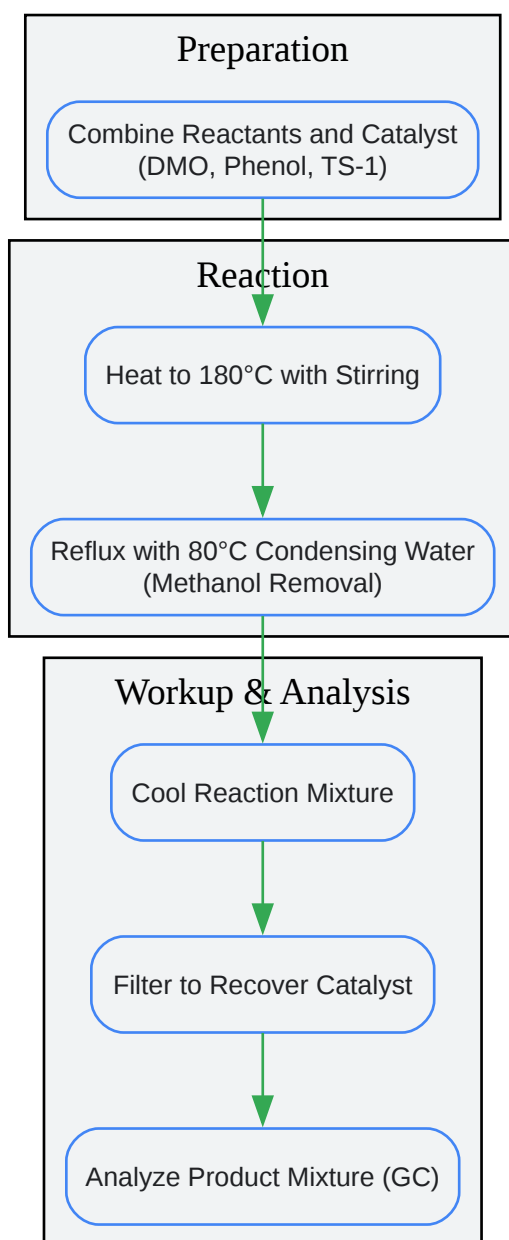 Preparation
Combine Reactants and Catalyst
(DMO, Phenol, TS-1)
Reaction
Heat to 180°C with Stirring
Reflux with 80°C Condensing Water
(Methanol Removal)
Workup & Analysis
Cool Reaction Mixture
Filter to Recover Catalyst
Analyze Product Mixture (GC)